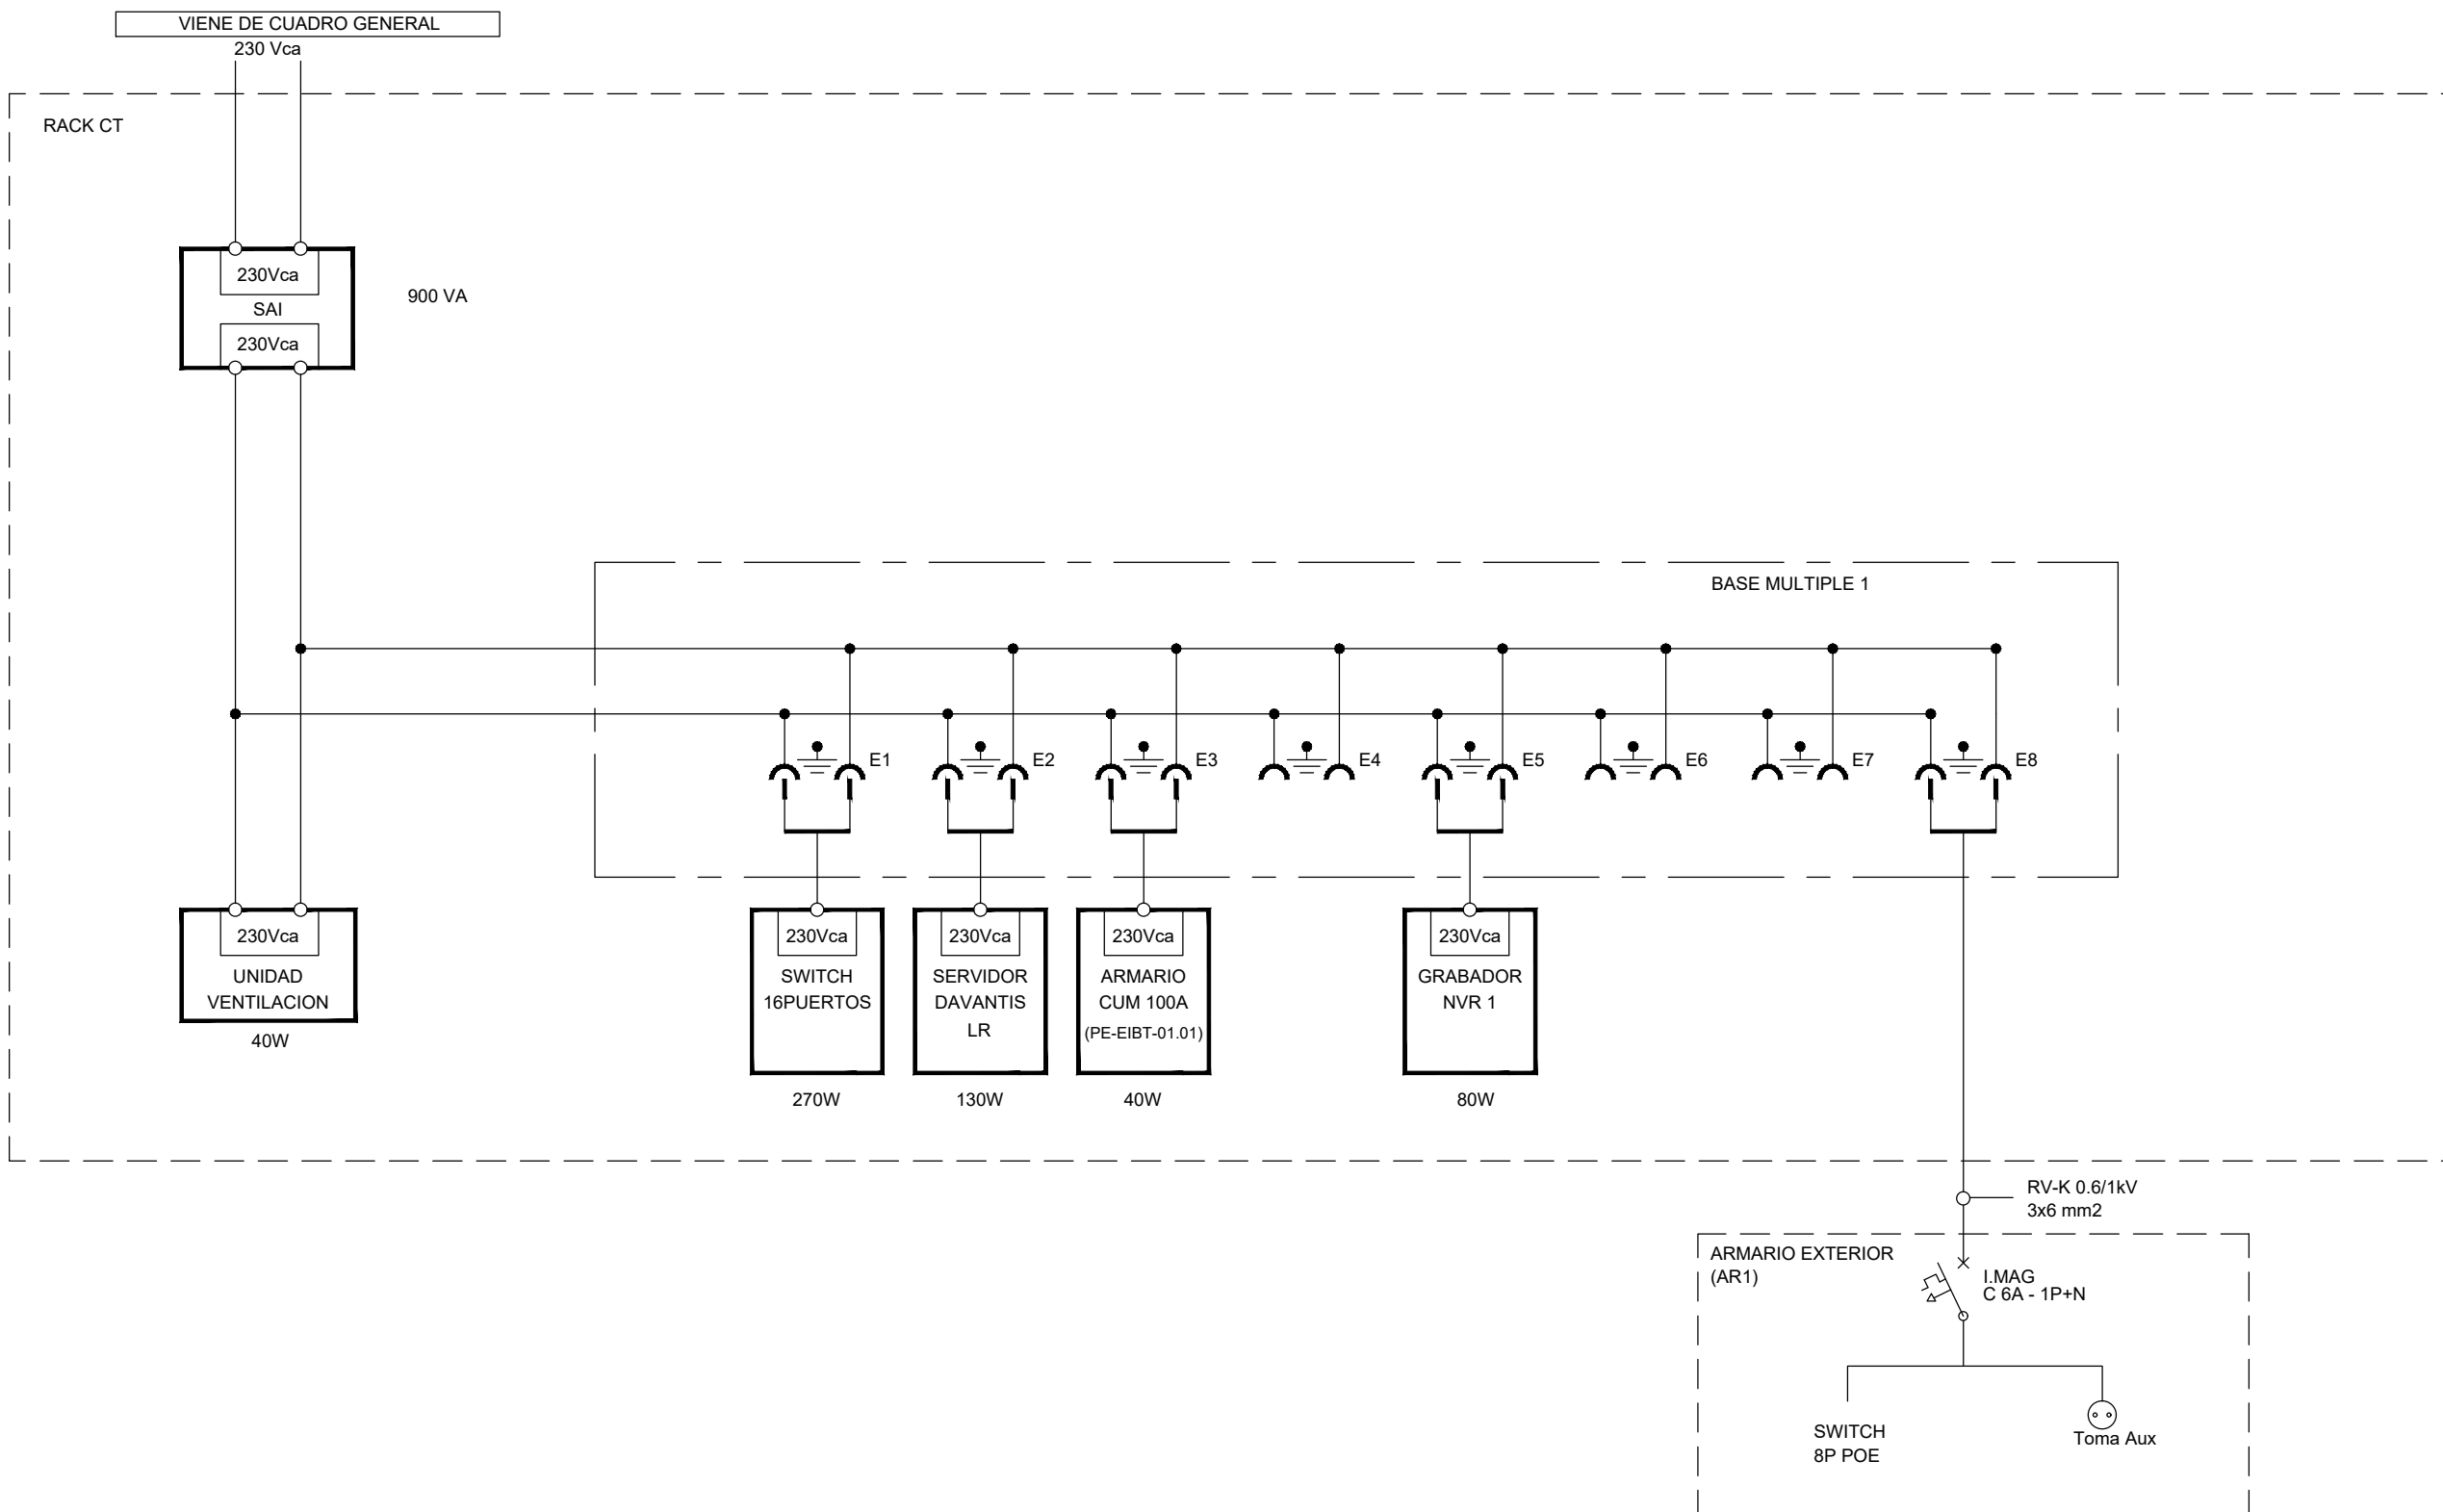 VIENE DE CUADRO GENERAL
230 Vca
RACK CT
230Vca
SAI
230Vca
900 VA
BASE MULTIPLE 1
E1
E2
E3
E4
E5
E6
E7
E8
230Vca
UNIDAD
VENTILACION
40W
230Vca
SWITCH
16PUERTOS
270W
230Vca
SERVIDOR
DAVANTIS
LR
130W
230Vca
ARMARIO
CUM 100A
(PE-EIBT-01.01)
40W
230Vca
GRABADOR
NVR 1
80W
RV-K 0.6/1kV
3x6 mm2
ARMARIO EXTERIOR
(AR1)
I.MAG
C 6A - 1P+N
SWITCH
8P POE
Toma Aux